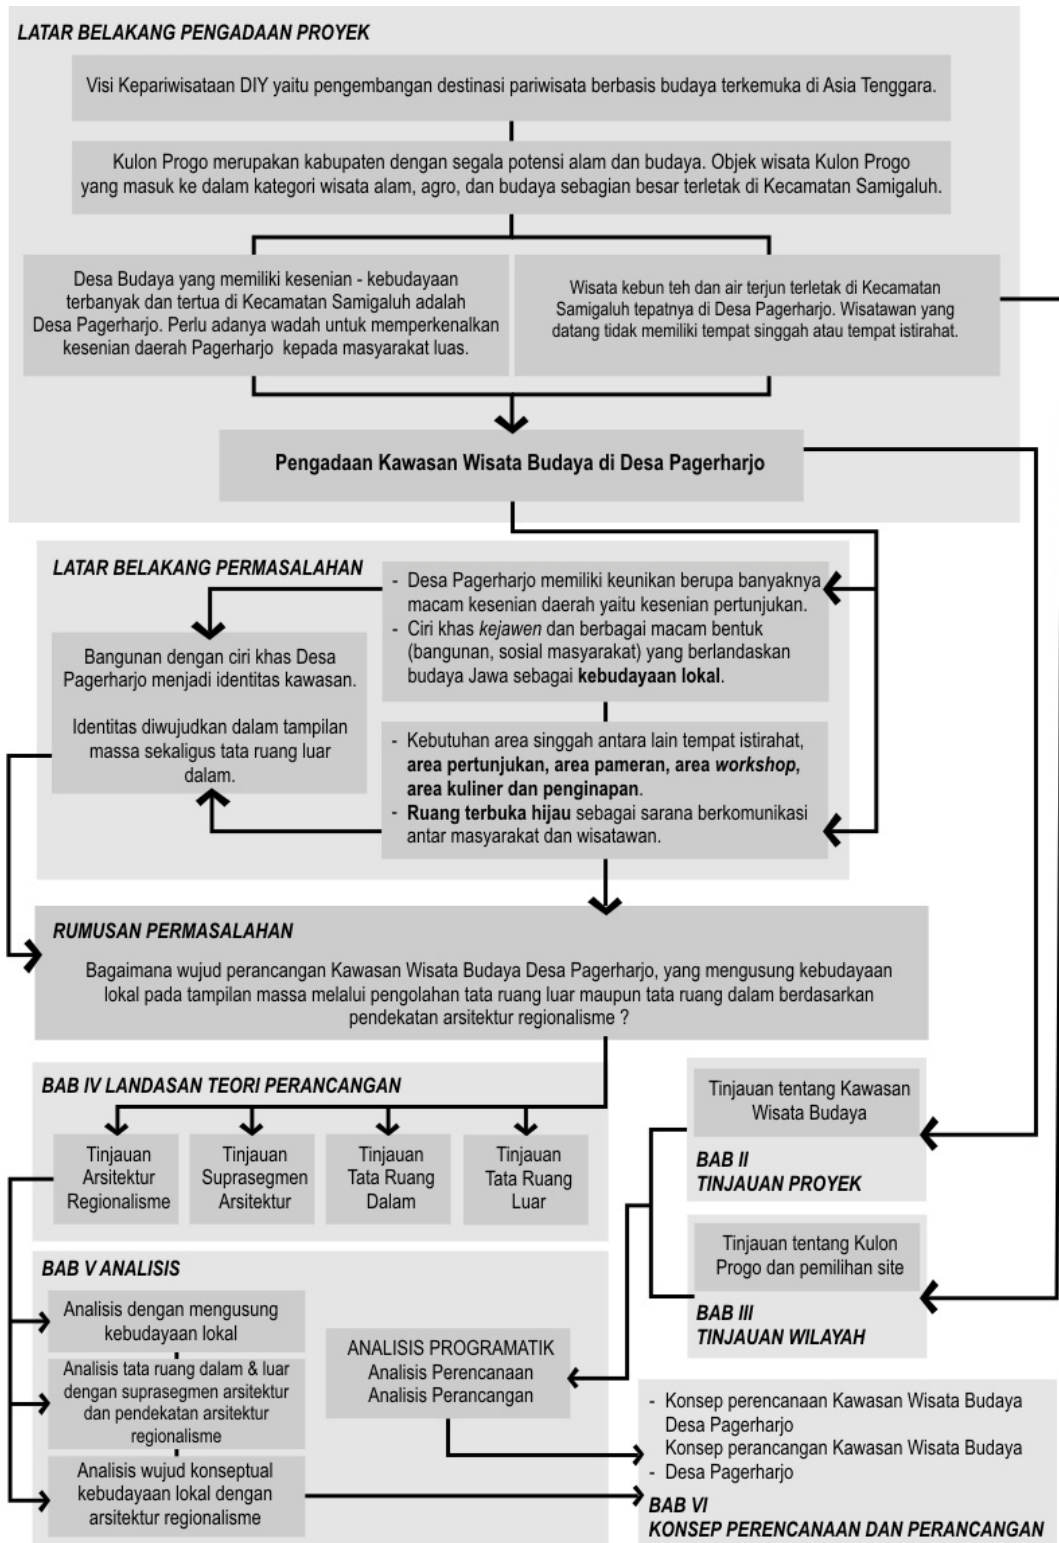 LATAR BELAKANG PENGADAAN PROYEK
Visi Kepariwisataan DIY yaitu pengembangan destinasi pariwisata berbasis budaya terkemuka di Asia Tenggara.
Kulon Progo merupakan kabupaten dengan segala potensi alam dan budaya. Objek wisata Kulon Progo
yang masuk ke dalam kategori wisata alam, agro, dan budaya sebagian besar terletak di Kecamatan Samigaluh.
Desa Budaya yang memiliki kesenian - kebudayaan
terbanyak dan tertua di Kecamatan Samigaluh adalah
Desa Pagerharjo. Perlu adanya wadah untuk memperkenalkan
kesenian daerah Pagerharjo kepada masyarakat luas.
Wisata kebun teh dan air terjun terletak di Kecamatan
Samigaluh tepatnya di Desa Pagerharjo. Wisatawan yang
datang tidak memiliki tempat singgah atau tempat istirahat.
Pengadaan Kawasan Wisata Budaya di Desa Pagerharjo
LATAR BELAKANG PERMASALAHAN
- Desa Pagerharjo memiliki keunikan berupa banyaknya
macam kesenian daerah yaitu kesenian pertunjukan.
- Ciri khas kejawen dan berbagai macam bentuk
(bangunan, sosial masyarakat) yang berlandaskan
budaya Jawa sebagai kebudayaan lokal.
Bangunan dengan ciri khas Desa
Pagerharjo menjadi identitas kawasan.
Identitas diwujudkan dalam tampilan
massa sekaligus tata ruang luar
dalam.
- Kebutuhan area singgah antara lain tempat istirahat,
area pertunjukan, area pameran, area workshop,
area kuliner dan penginapan.
- Ruang terbuka hijau sebagai sarana berkomunikasi
antar masyarakat dan wisatawan.
RUMUSAN PERMASALAHAN
Bagaimana wujud perancangan Kawasan Wisata Budaya Desa Pagerharjo, yang mengusung kebudayaan
lokal pada tampilan massa melalui pengolahan tata ruang luar maupun tata ruang dalam berdasarkan
pendekatan arsitektur regionalisme ?
BAB IV LANDASAN TEORI PERANCANGAN
Tinjauan
Arsitektur
Regionalisme
Tinjauan
Suprasegmen
Arsitektur
Tinjauan
Tata Ruang
Dalam
Tinjauan
Tata Ruang
Luar
Tinjauan tentang Kawasan
Wisata Budaya
BAB II
TINJAUAN PROYEK
Tinjauan tentang Kulon
Progo dan pemilihan site
BAB III
TINJAUAN WILAYAH
BAB V ANALISIS
Analisis dengan mengusung
kebudayaan lokal
Analisis tata ruang dalam & luar
dengan suprasegmen arsitektur
dan pendekatan arsitektur
regionalisme
Analisis wujud konseptual
kebudayaan lokal dengan
arsitektur regionalisme
ANALISIS PROGRAMATIK
Analisis Perencanaan
Analisis Perancangan
- Konsep perencanaan Kawasan Wisata Budaya
Desa Pagerharjo
Konsep perancangan Kawasan Wisata Budaya
- Desa Pagerharjo
BAB VI
KONSEP PERENCANAAN DAN PERANCANGAN